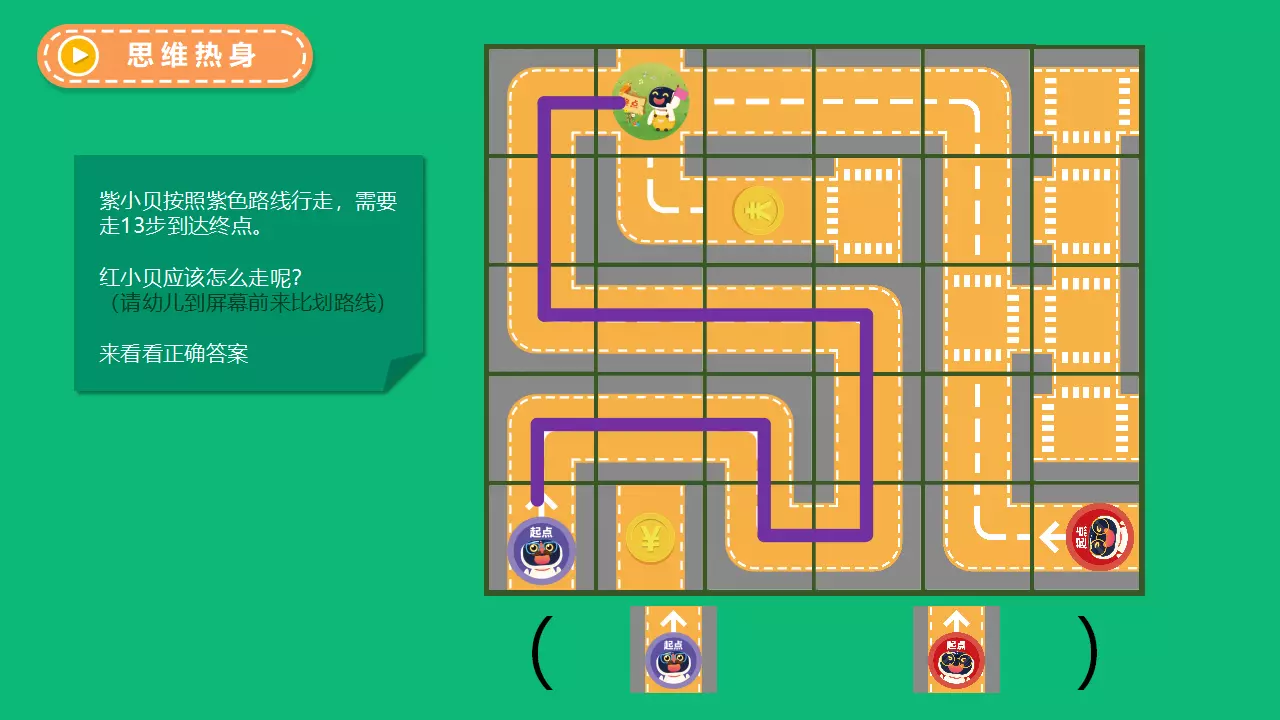 思维热身
紫小贝按照紫色路线行走，需要
走13步到达终点。
红小贝应该怎么走呢？
（请幼儿到屏幕前来比划路线）
来看看正确答案
终点
¥
¥
起点
起点
（
起点
起点
）